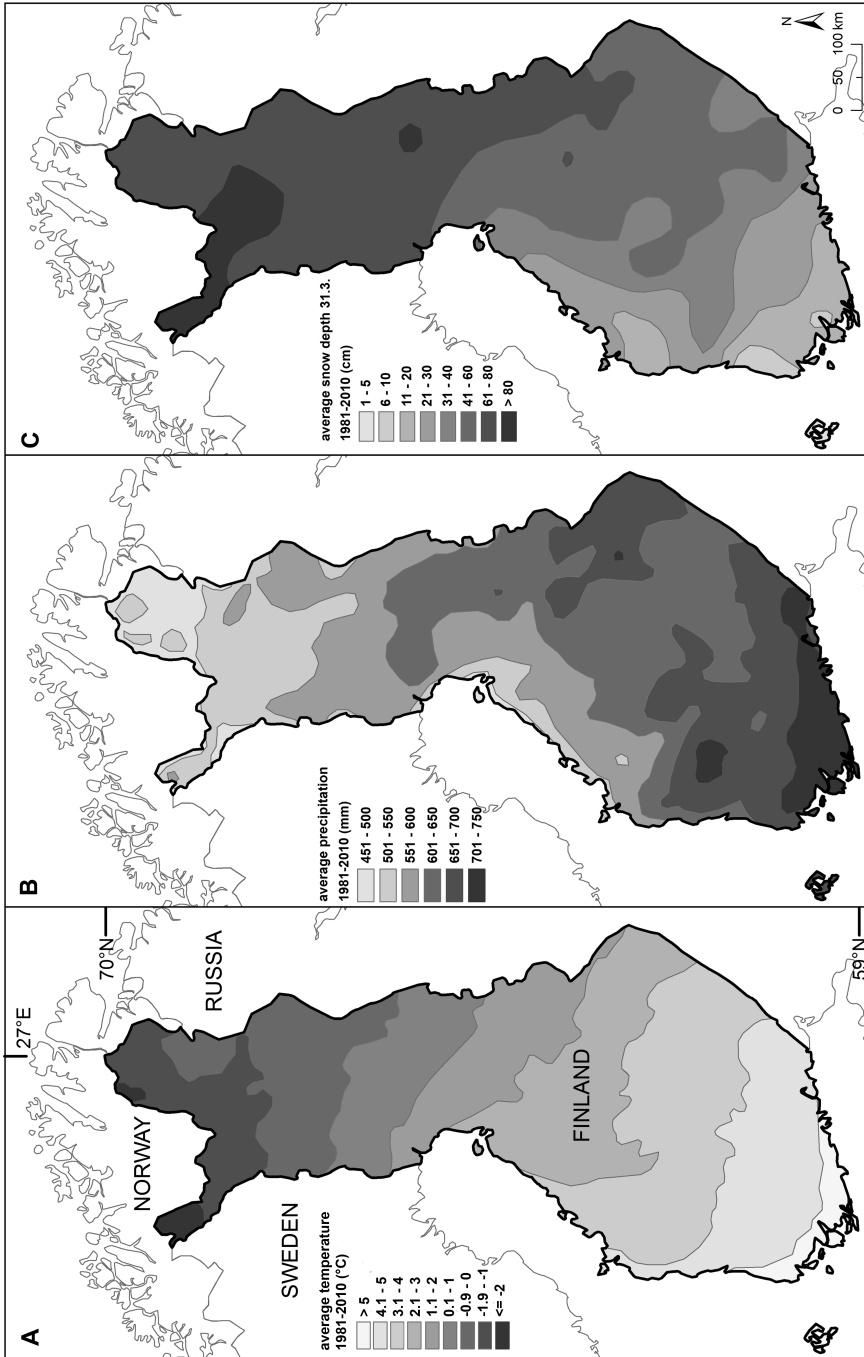 A
27°E
70°N
NORWAY
RUSSIA
SWEDEN
FINLAND
average temperature
1981-2010 (°C)
> 5
4.1 - 5
3.1 - 4
2.1 - 3
1.1 - 2
0.1 - 1
-0.9 - 0
-1.9 - -1
<= -2
59°N
B
average precipitation
1981-2010 (mm)
451 - 500
501 - 550
551 - 600
601 - 650
651 - 700
701 - 750
C
average snow depth 31.3.
1981-2010 (cm)
1 - 5
6 - 10
11 - 20
21 - 30
31 - 40
41 - 60
61 - 80
> 80
N
0 50 100 km